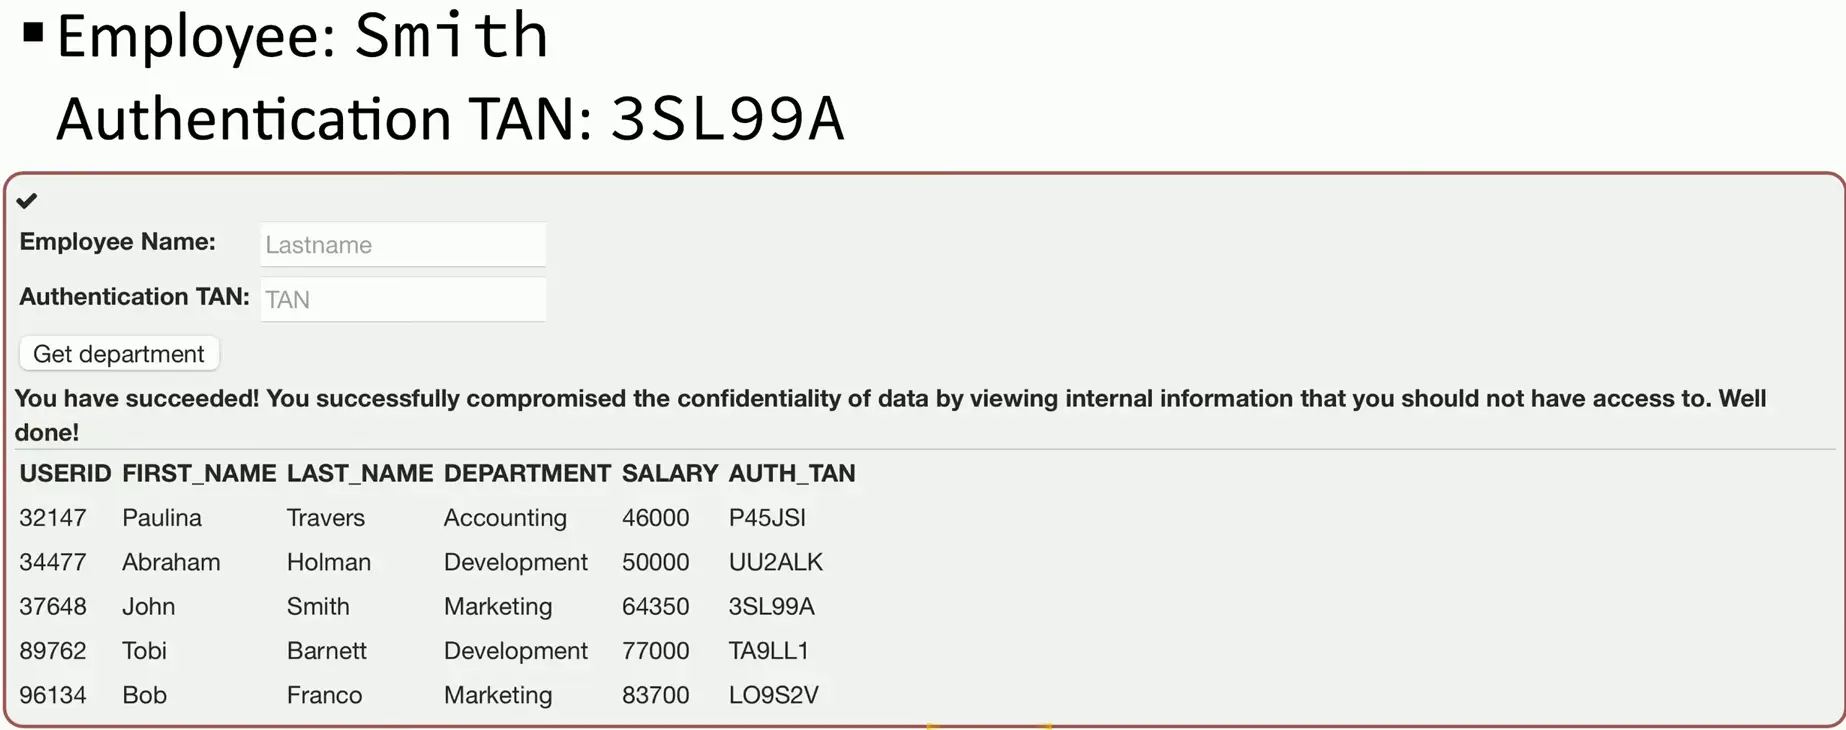 ▪ Employee: Smith
Authentication TAN: 3SL99A
Employee Name: Lastname
Authentication TAN: TAN
Get department
You have succeeded! You successfully compromised the confidentiality of data by viewing internal information that you should not have access to. Well
done!
USERID FIRST_NAME LAST_NAME DEPARTMENT SALARY AUTH_TAN
32147 Paulina Travers Accounting 46000 P45JSI
34477 Abraham Holman Development 50000 UU2ALK
37648 John Smith Marketing 64350 3SL99A
89762 Tobi Barnett Development 77000 TA9LL1
96134 Bob Franco Marketing 83700 LO9S2V